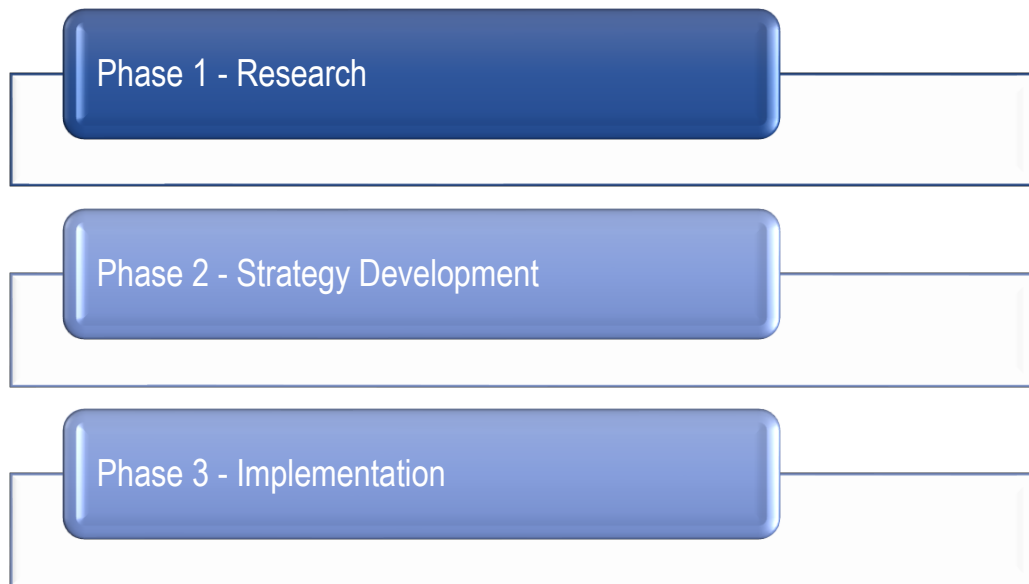 Phase 1 - Research
Phase 2 - Strategy Development
Phase 3 - Implementation